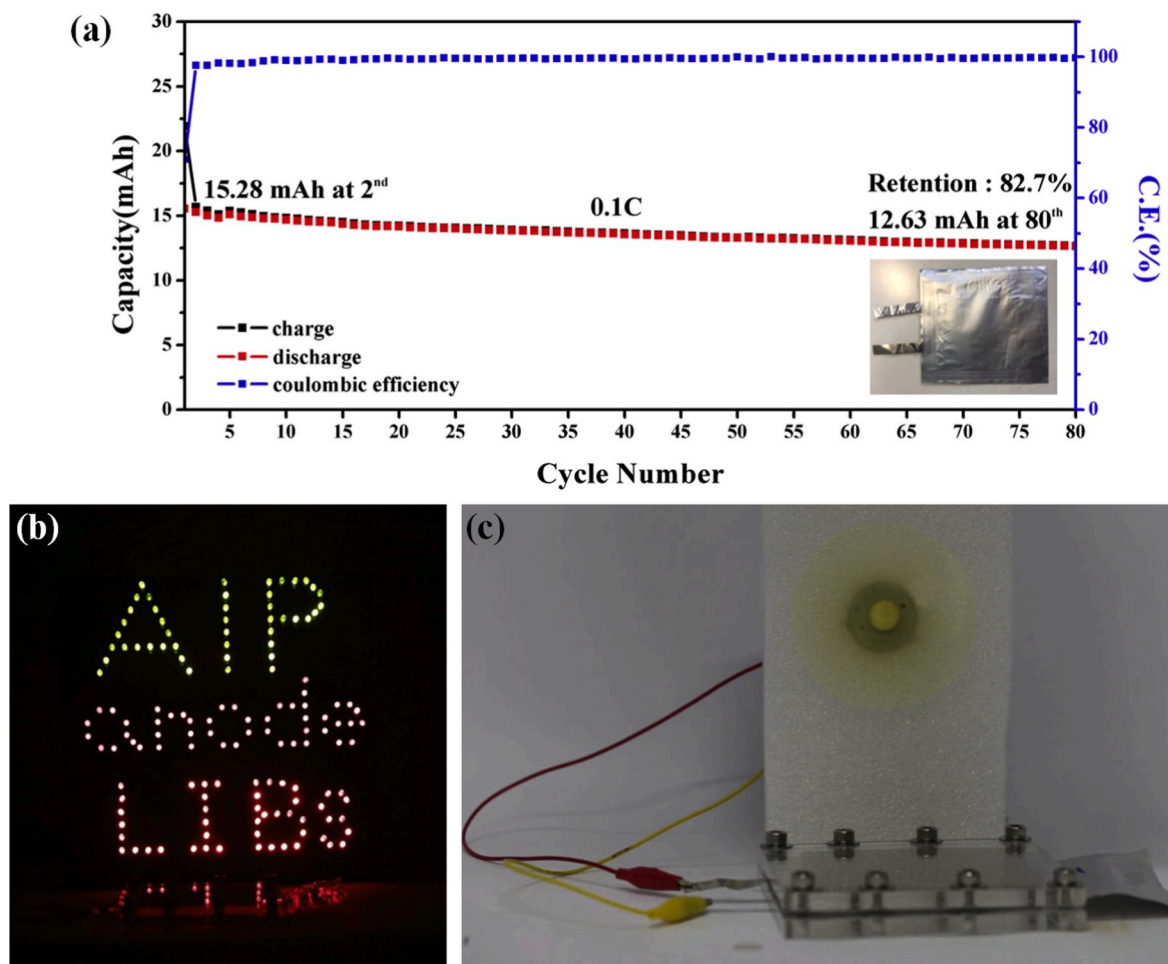 (a)
30
25
20
15
10
5
0
Capacity(mAh)
15.28 mAh at 2nd
0.1C
Retention : 82.7%
12.63 mAh at 80th
charge
discharge
coulombic efficiency
5 10 15 20 25 30 35 40 45 50 55 60 65 70 75 80
Cycle Number
100
80
60
40
20
0
C.E.(%)
(b)
AIP
anode
LIBs
(c)